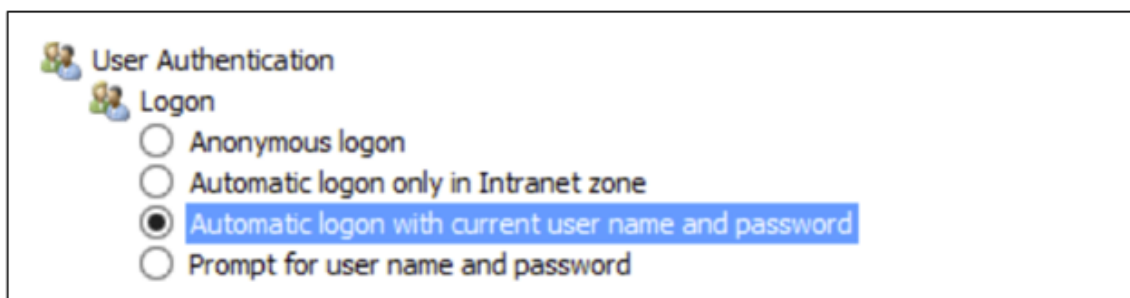 User Authentication
Logon
Anonymous logon
Automatic logon only in Intranet zone
Automatic logon with current user name and password
Prompt for user name and password